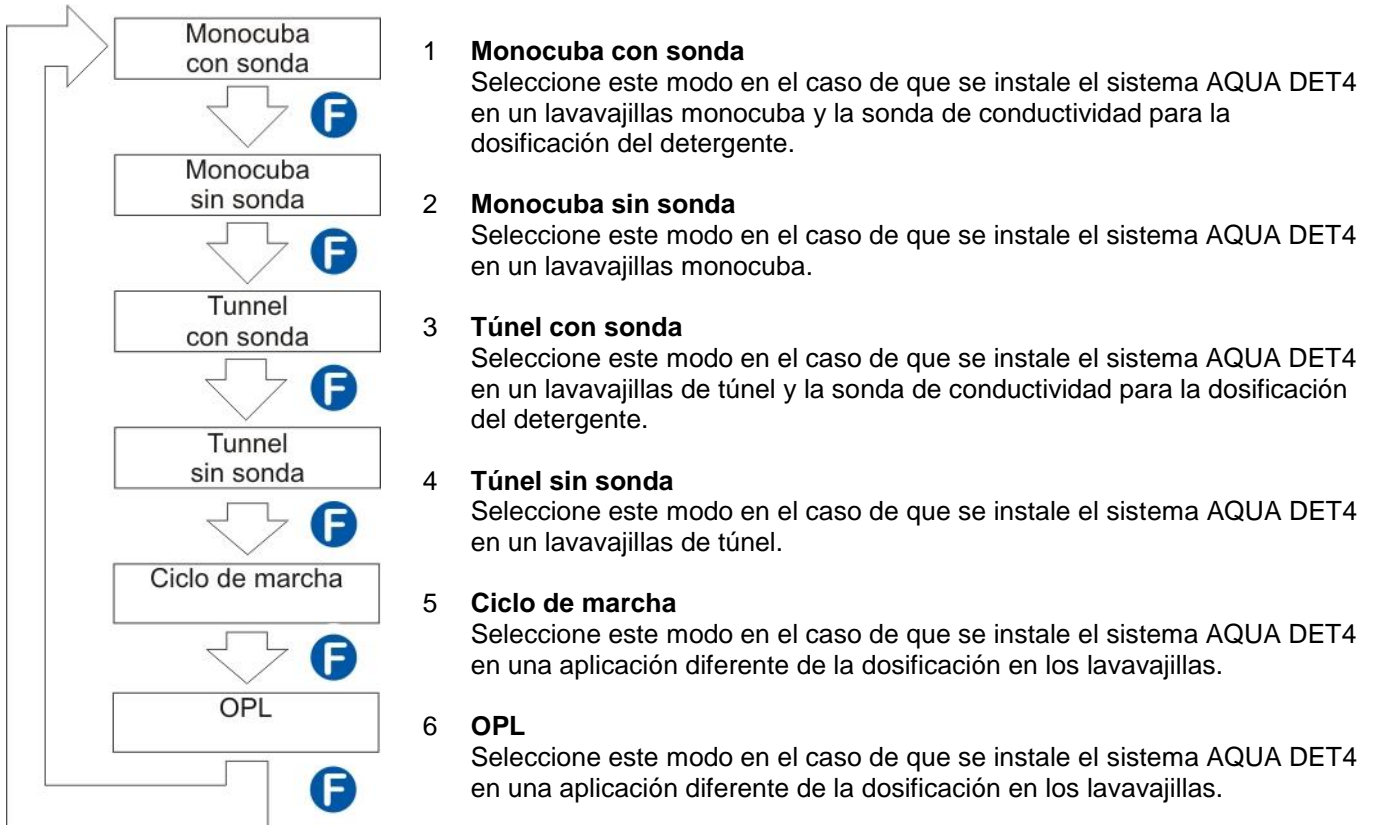 Monocuba
con sonda
F
Monocuba
sin sonda
F
Tunnel
con sonda
F
Tunnel
sin sonda
F
Ciclo de marcha
F
OPL
F
1 Monocuba con sonda
Seleccione este modo en el caso de que se instale el sistema AQUA DET4
en un lavavajillas monocuba y la sonda de conductividad para la
dosificación del detergente.
2 Monocuba sin sonda
Seleccione este modo en el caso de que se instale el sistema AQUA DET4
en un lavavajillas monocuba.
3 Túnel con sonda
Seleccione este modo en el caso de que se instale el sistema AQUA DET4
en un lavavajillas de túnel y la sonda de conductividad para la dosificación
del detergente.
4 Túnel sin sonda
Seleccione este modo en el caso de que se instale el sistema AQUA DET4
en un lavavajillas de túnel.
5 Ciclo de marcha
Seleccione este modo en el caso de que se instale el sistema AQUA DET4
en una aplicación diferente de la dosificación en los lavavajillas.
6 OPL
Seleccione este modo en el caso de que se instale el sistema AQUA DET4
en una aplicación diferente de la dosificación en los lavavajillas.